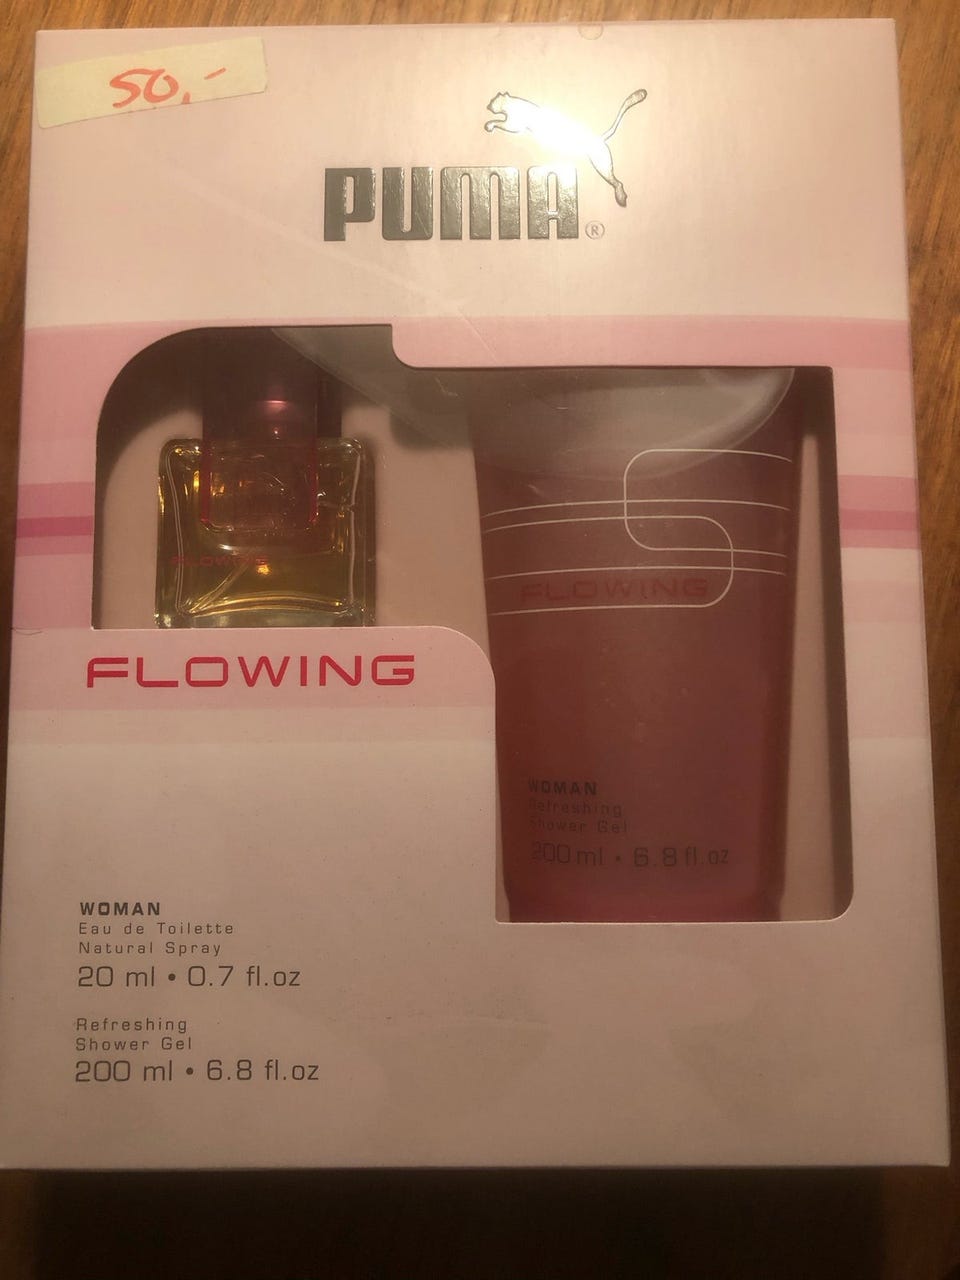 50,-
PUMA®
FLOWING
FLOWING
FLOWING
WOMAN
Refreshing
Shower Gel
200 ml • 6.8 fl.oz
WOMAN
Eau de Toilette
Natural Spray
20 ml • 0.7 fl.oz
Refreshing
Shower Gel
200 ml • 6.8 fl.oz